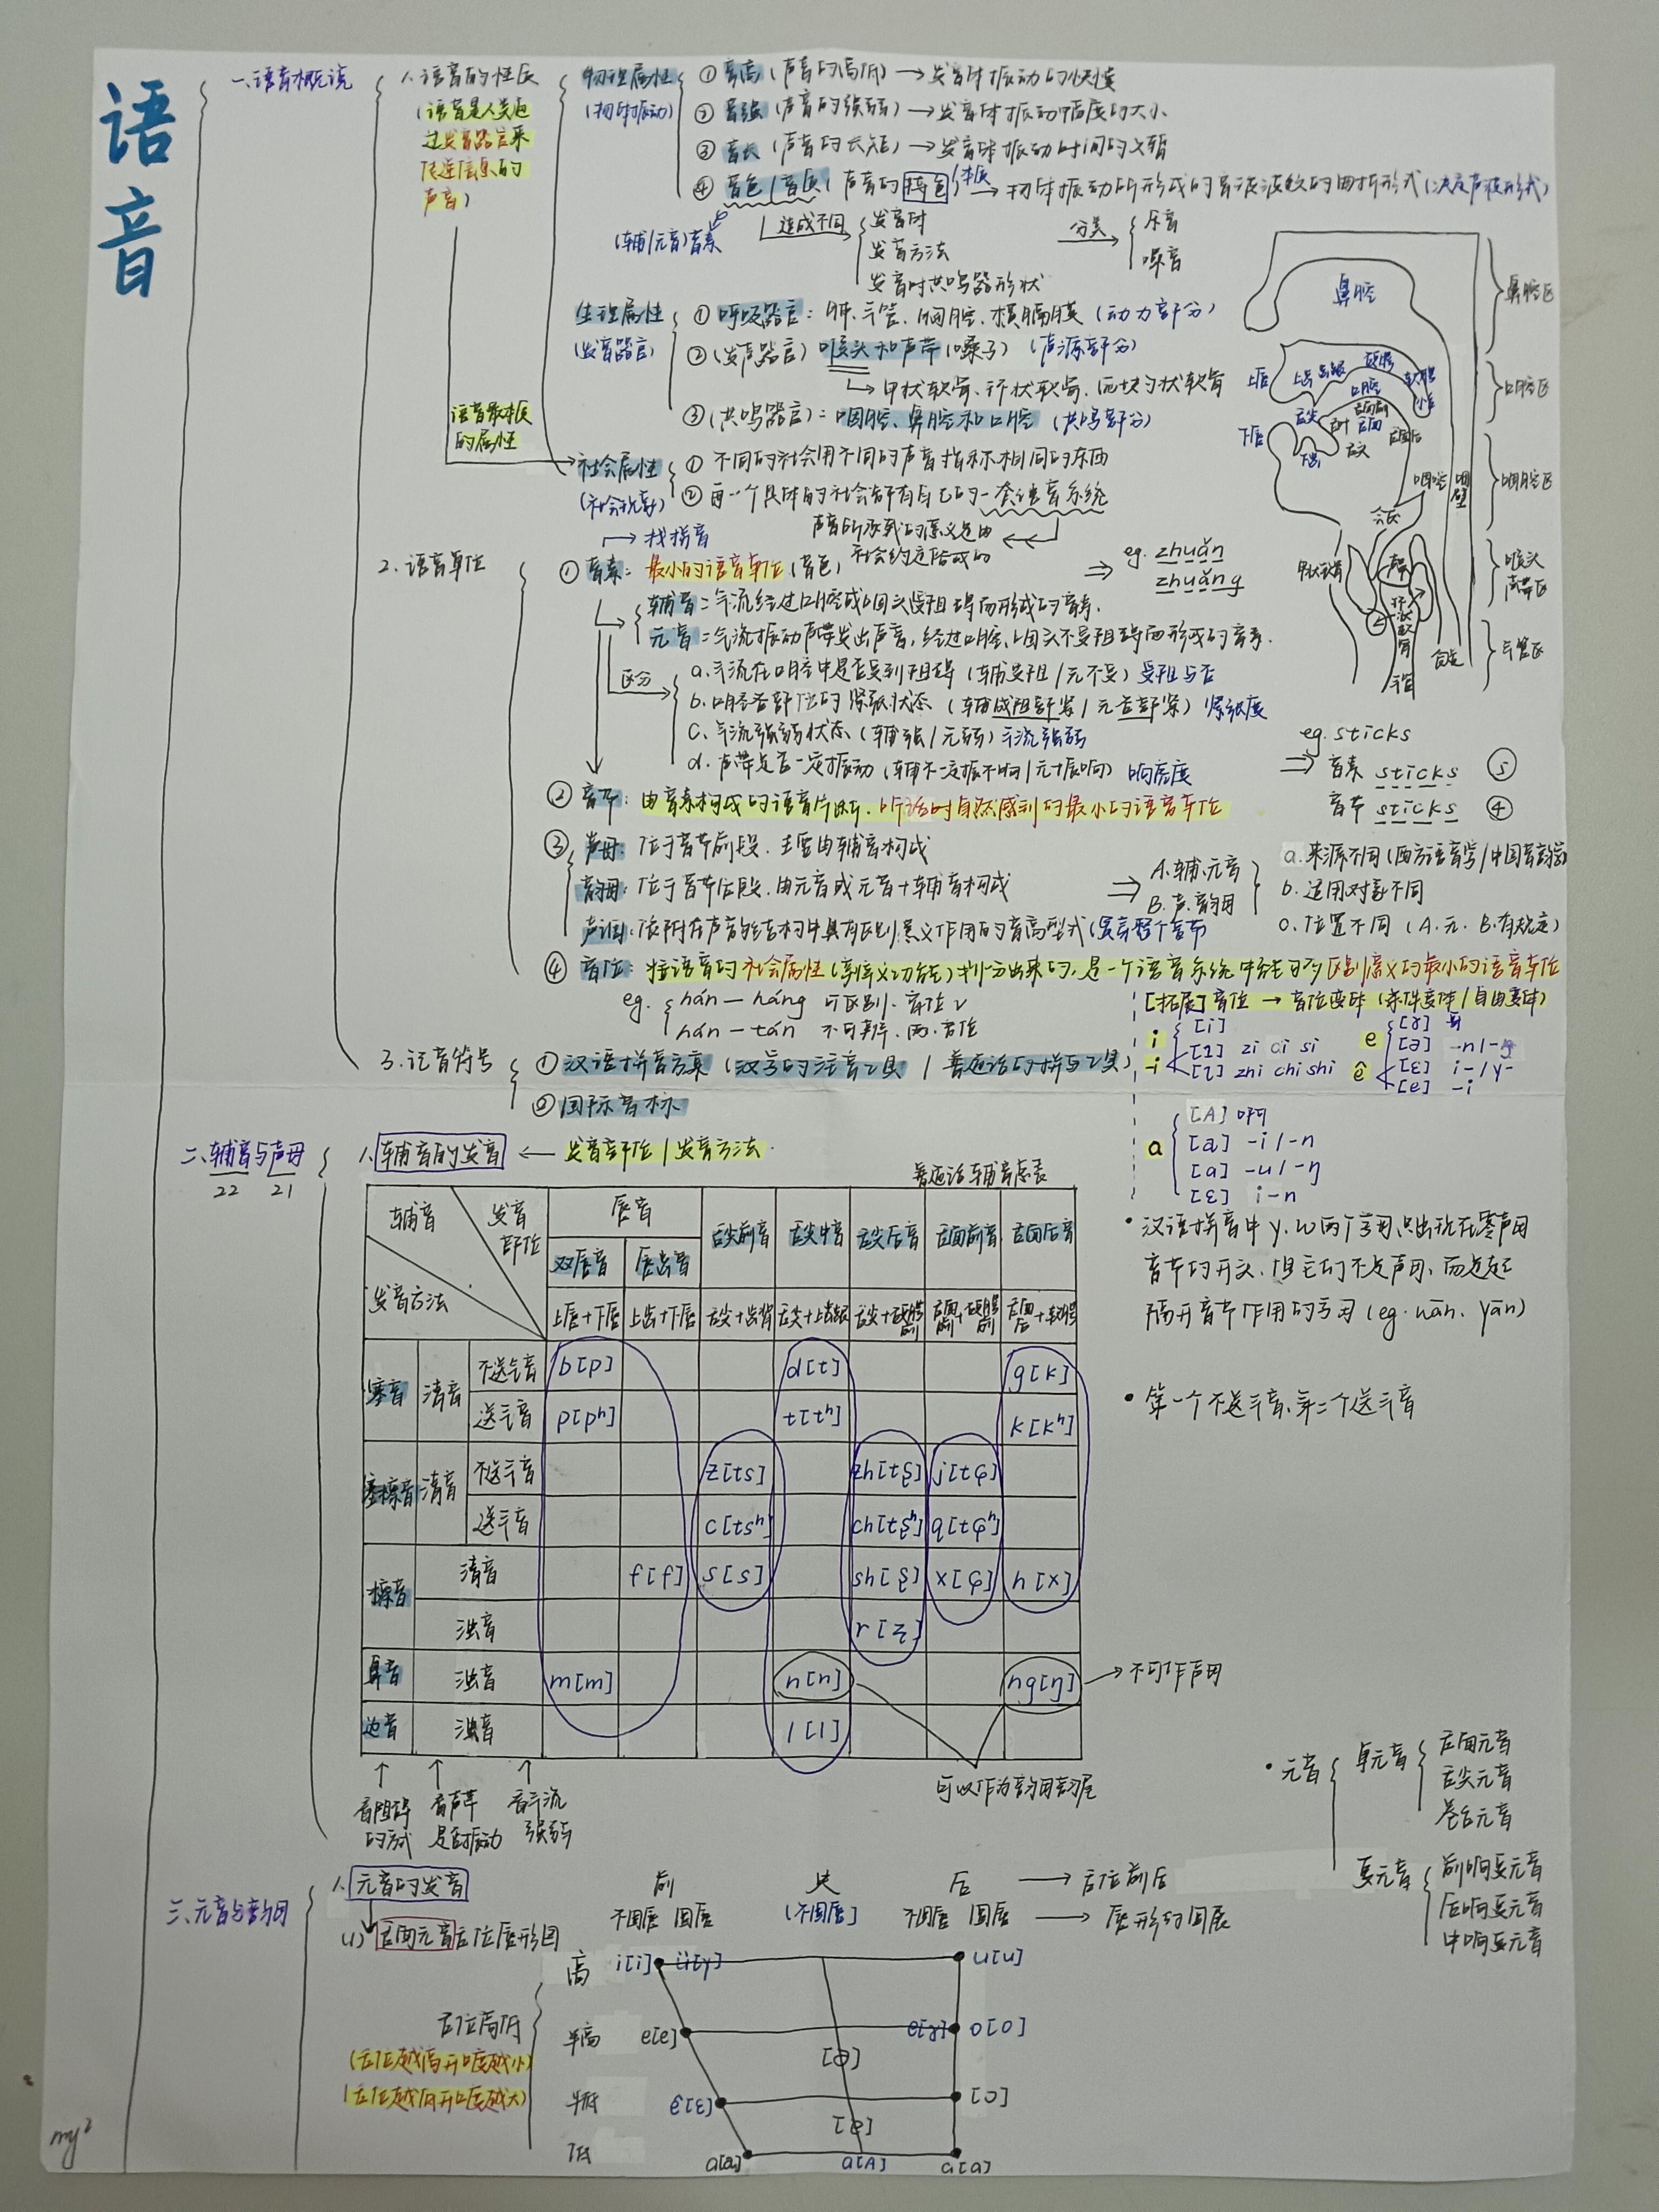 语音
一、语音概说
1. 语音的性质
(语音是人类通
过发音器官来
传递信息的
声音)
物理属性
(物体振动)
① 音高 (声音的高低) → 发音体振动的快慢
② 音强 (声音的强弱) → 发音体振动幅度的大小
③ 音长 (声音的长短) → 发音体振动时间的久暂
④ 音色/音质 (声音的特色/本质) → 物体振动所形成的音波波纹的曲折形式 (决定声波形式)
(辅/元音)音素
造成不同
发音体
发音方法
发音时共鸣器形状
分类
乐音
噪音
生理属性
(发音器官)
① 呼吸器官: 肺、气管、胸腔、横膈膜 (动力部分)
② (发声器官) 喉头和声带 (嗓子) (声源部分)
→ 甲状软骨、环状软骨、两块勺状软骨
③ (共鸣器官): 咽腔、鼻腔和口腔 (共鸣部分)
语音最本质
的属性
社会属性
① 不同的社会用不同的声音指称相同的东西
② 每一个具体的社会都有自己的一套语音系统
声音所承载的意义是由
社会约定俗成的
鼻腔
鼻腔区
上唇 上齿 齿龈 硬腭 软腭
口腔 小舌
舌尖 舌叶 舌面前 舌面 舌面后
下唇 下齿 舌根
口腔区
咽腔 咽壁
咽腔区
会厌
甲状软骨 声带
喉头
声带区
环状软骨
食道
气管
气管区
2. 语音单位
→ 找拼音
① 音素: 最小的语音单位 (音色)
⇒ eg. zhuǎn
zhuǎng
辅音: 气流经过口腔或咽头受阻碍而形成的音素.
元音: 气流振动声带发出声音, 经过口腔、咽头不受阻碍而形成的音素.
区分
a. 气流在口腔中是否受到阻碍 (辅受阻/元不受) 受阻与否
b. 口腔各部位的紧张状态 (辅成阻部紧/元各部紧) 紧张度
c. 气流强弱状态 (辅强/元弱) 气流强弱
d. 声带是否一定振动 (辅不一定振不响/元+振响) 响亮度
eg. sticks
⇒ 音素 sticks ⑤
音节 sticks ④
② 音节: 由音素构成的语音片断. 听话时自然感到的最小的语音单位
③ 声母: 位于音节前段. 主要由辅音构成
韵母: 位于音节后段. 由元音或元音+辅音构成
声调: 依附在声韵结构中具有区别意义作用的音高型式 (贯穿整个音节
⇒ A. 辅、元音
B. 声、韵母
a. 来源不同 (西方语音学/中国音韵学)
b. 适用对象不同
c. 位置不同 (A. 无. B. 有规定)
④ 音位: 按语音的社会属性 (辨义功能) 划分出来的, 是一个语音系统中能够区别意义的最小的语音单位
eg. hán — háng 可区别. 音位✓
hán — tán 不可辨. 两. 音位
[拓展] 音位 → 音位变体 (条件变体/自由变体)
i [i]
-i [ɿ] zi ci si
[ʅ] zhi chi shi
e [ɤ]
[ə] -n/-ŋ
ê [ɛ] i-/y-
[e] -i
a [A] 啊
[a] -i/-n
[ɑ] -u/-ŋ
[ɛ] i-n
3. 记音符号
① 汉语拼音方案 (汉字的注音工具 / 普通话的拼写工具)
② 国际音标
二、辅音与声母
22 21
1. 辅音的发音 ← 发音部位 / 发音方法.
普通话辅音总表
辅音 发音部位 发音方法
唇音 舌尖前音 舌尖中音 舌尖后音 舌面前音 舌面后音
双唇音 唇齿音
上唇+下唇 上齿+下唇 舌尖+齿背 舌尖+上齿龈 舌尖+硬腭前 舌面前+硬腭前 舌面后+软腭
塞音 清音 不送气音 b[p] d[t] g[k]
送气音 p[pʰ] t[tʰ] k[kʰ]
塞擦音 清音 不送气音 z[ts] zh[tʂ] j[tɕ]
送气音 c[tsʰ] ch[tʂʰ] q[tɕʰ]
擦音 清音 f[f] s[s] sh[ʂ] x[ɕ] h[x]
浊音 r[ʐ]
鼻音 浊音 m[m] n[n] ng[ŋ] → 不可作声母
边音 浊音 l[l]
看阻碍
的方式
看声带
是否振动
看气流
强弱
可以作为韵母韵尾
• 汉语拼音中 y. w 两个字母, 只出现在零声母
音节的开头. 但它们不是声母, 而是起
隔开音节作用的字母 (eg. wān. yān)
• 第一个不送气音, 第二个送气音
• 元音
单元音
舌面元音
舌尖元音
卷舌元音
复元音
前响复元音
后响复元音
中响复元音
三、元音与韵母
1. 元音的发音
(1) 舌面元音舌位唇形图
前 央 后 → 舌位前后
不圆唇 圆唇 (不圆唇) 不圆唇 圆唇 → 唇形的圆展
舌位高低
(舌位越高开口度越小)
(舌位越低开口度越大)
高 i[i] ü[y] u[u]
半高 e[e] e[ɤ] o[o]
[ə]
半低 ê[ɛ] [ɔ]
[ɐ]
低 a[a] a[A] a[ɑ]
my²